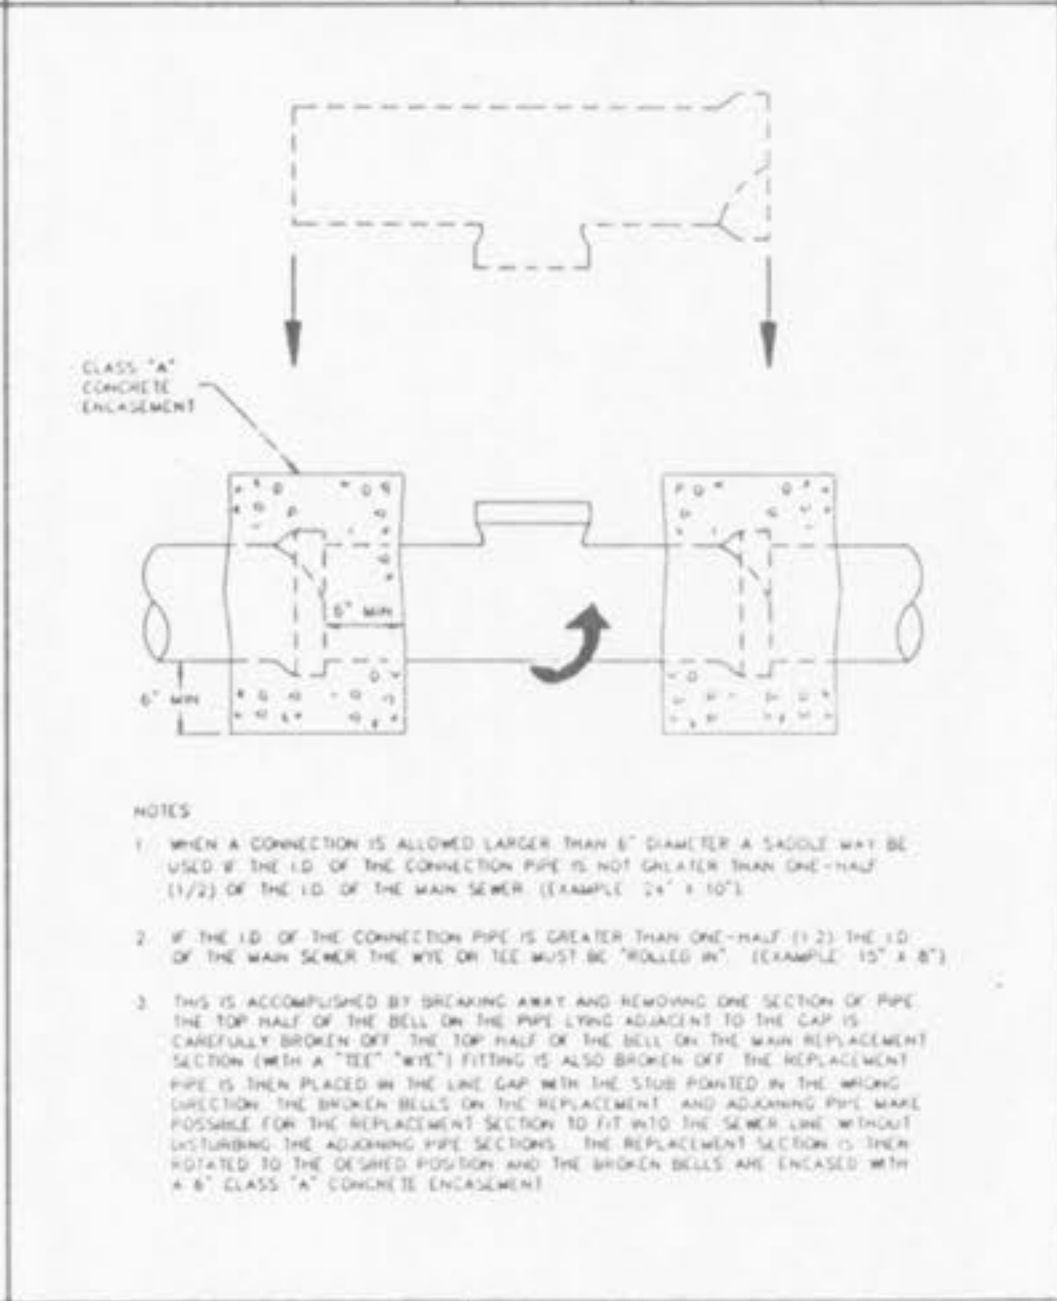 CLASS "A"
CONCRETE
ENCASEMENT
6" MIN
6" MIN
NOTES
1 WHEN A CONNECTION IS ALLOWED LARGER THAN 6" DIAMETER A SADDLE MAY BE
USED IF THE I.D. OF THE CONNECTION PIPE IS NOT GREATER THAN ONE-HALF
(1/2) OF THE I.D. OF THE MAIN SEWER (EXAMPLE 24" X 10")
2 IF THE I.D. OF THE CONNECTION PIPE IS GREATER THAN ONE-HALF (1/2) THE I.D.
OF THE MAIN SEWER THE WYE OR TEE MUST BE "ROLLED IN". (EXAMPLE 15" X 8")
3 THIS IS ACCOMPLISHED BY BREAKING AWAY AND REMOVING ONE SECTION OF PIPE
THE TOP HALF OF THE BELL ON THE PIPE LYING ADJACENT TO THE GAP IS
CAREFULLY BROKEN OFF THE TOP HALF OF THE BELL ON THE MAIN REPLACEMENT
SECTION (WITH A "TEE" "WYE") FITTING IS ALSO BROKEN OFF THE REPLACEMENT
PIPE IS THEN PLACED IN THE LINE GAP WITH THE STUB POINTED IN THE WRONG
DIRECTION THE BROKEN BELLS ON THE REPLACEMENT AND ADJOINING PIPE MAKE
POSSIBLE FOR THE REPLACEMENT SECTION TO FIT INTO THE SEWER LINE WITHOUT
DISTURBING THE ADJOINING PIPE SECTIONS. THE REPLACEMENT SECTION IS THEN
ROTATED TO THE DESIRED POSITION AND THE BROKEN BELLS ARE ENCASED WITH
A 6" CLASS "A" CONCRETE ENCASEMENT